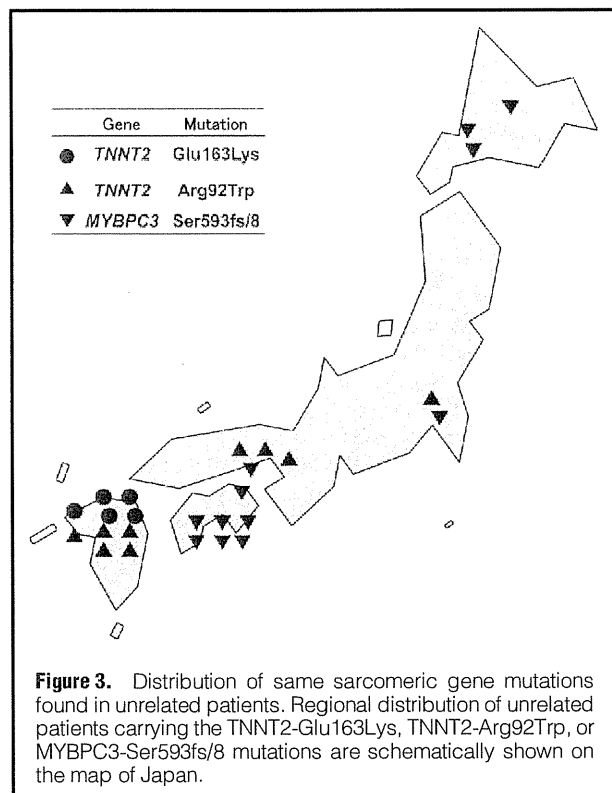 Gene Mutation
● TNNT2 Glu163Lys
▲ TNNT2 Arg92Trp
▼ MYBPC3 Ser593fs/8
Figure 3. Distribution of same sarcomeric gene mutations
found in unrelated patients. Regional distribution of unrelated
patients carrying the TNNT2-Glu163Lys, TNNT2-Arg92Trp, or
MYBPC3-Ser593fs/8 mutations are schematically shown on
the map of Japan.